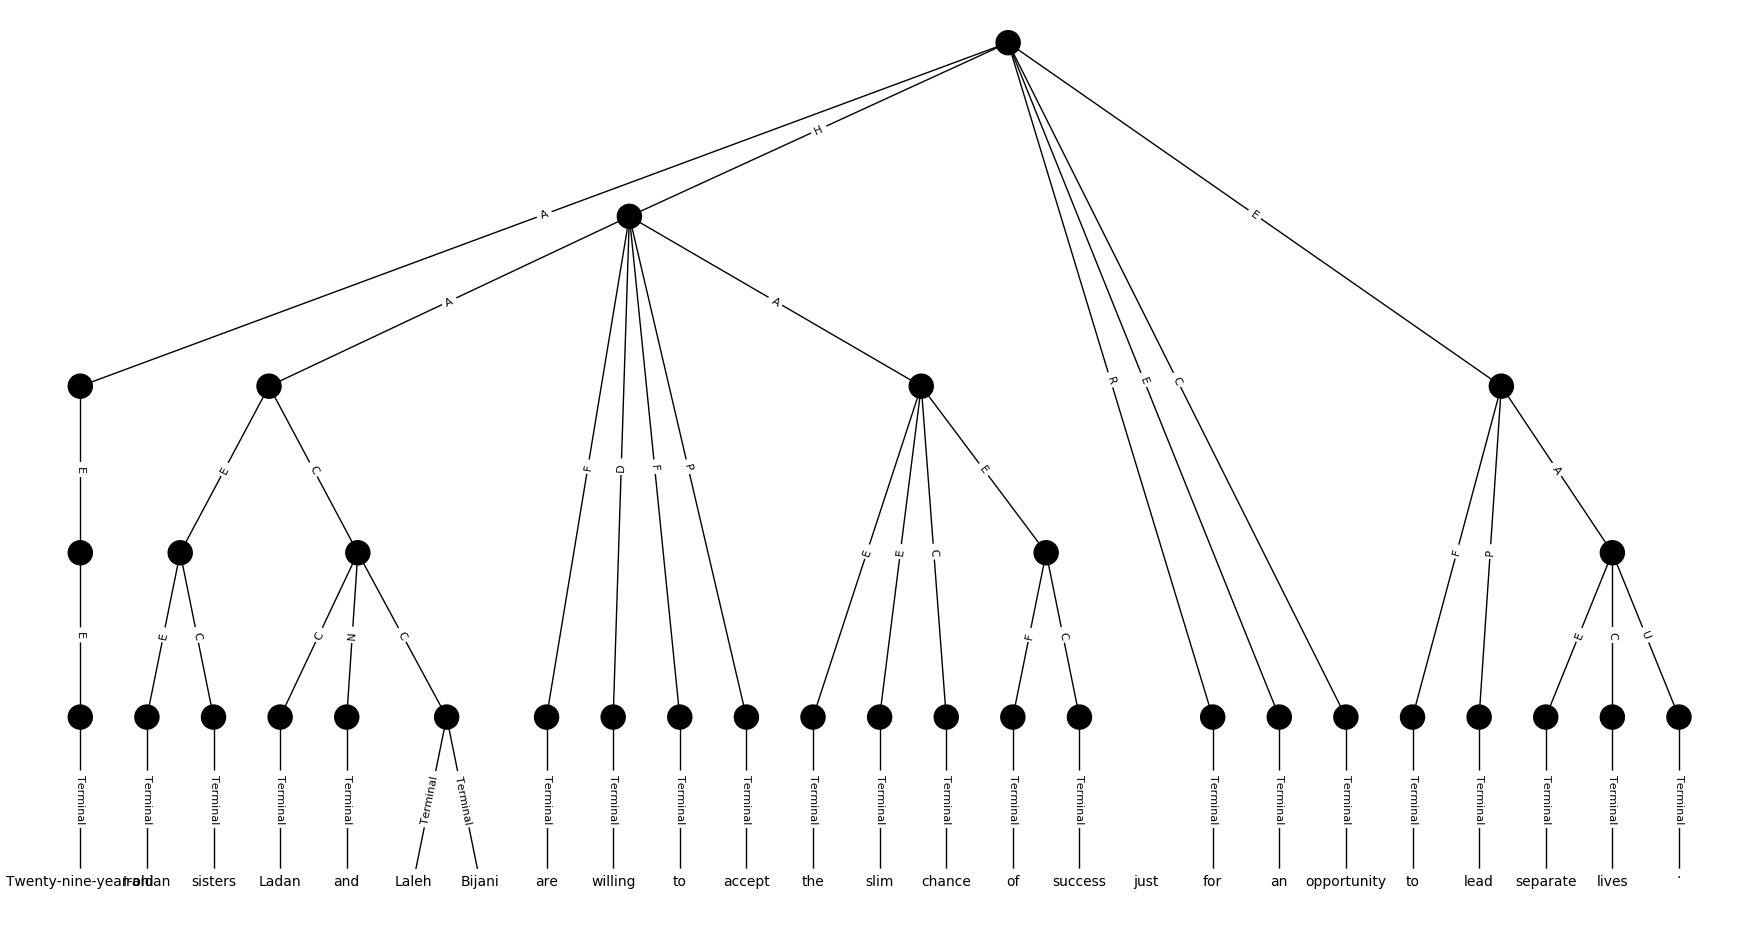 H
A
E
A A
R E C
E E C F D F P E A
E E C F P
E E C C N C F C E C U
Terminal Terminal Terminal Terminal Terminal Terminal Terminal Terminal Terminal Terminal Terminal Terminal Terminal Terminal Terminal Terminal Terminal Terminal Terminal Terminal Terminal Terminal Terminal Terminal
Twenty-nine-year-old Iranian sisters Ladan and Laleh Bijani are willing to accept the slim chance of success just for an opportunity to lead separate lives .